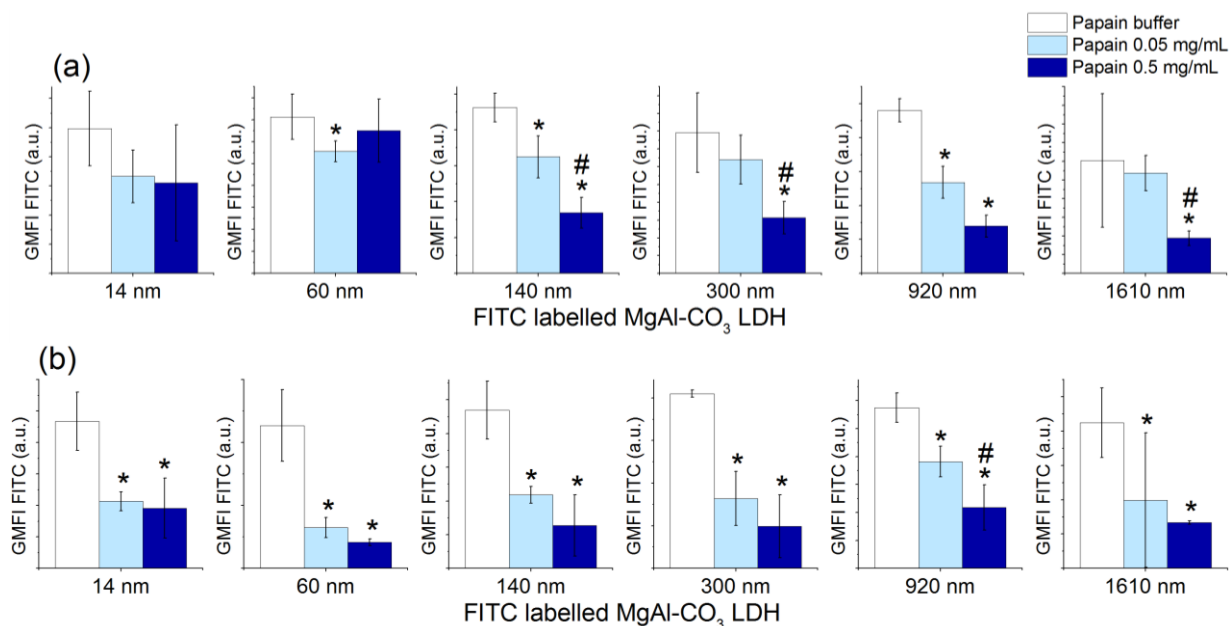 Papain buffer
Papain 0.05 mg/mL
Papain 0.5 mg/mL
(a)
GMFI FITC (a.u.) GMFI FITC (a.u.) GMFI FITC (a.u.) GMFI FITC (a.u.) GMFI FITC (a.u.) GMFI FITC (a.u.)
* * # * # * * * # *
14 nm 60 nm 140 nm 300 nm 920 nm 1610 nm
FITC labelled MgAl-CO₃ LDH
(b)
GMFI FITC (a.u.) GMFI FITC (a.u.) GMFI FITC (a.u.) GMFI FITC (a.u.) GMFI FITC (a.u.) GMFI FITC (a.u.)
* * * * * * * * * # * * *
14 nm 60 nm 140 nm 300 nm 920 nm 1610 nm
FITC labelled MgAl-CO₃ LDH